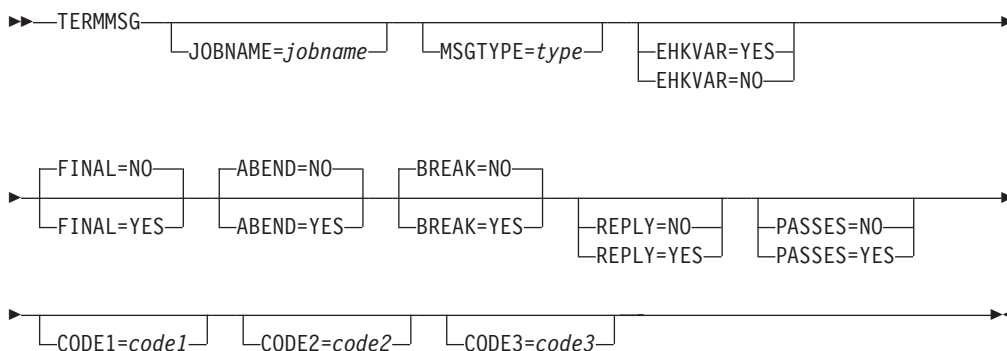 TERMMSG
JOBNAME=jobname
MSGTYPE=type
EHKVAR=YES
EHKVAR=NO
FINAL=NO
ABEND=NO
BREAK=NO
FINAL=YES
ABEND=YES
BREAK=YES
REPLY=NO
PASSES=NO
REPLY=YES
PASSES=YES
CODE1=code1
CODE2=code2
CODE3=code3